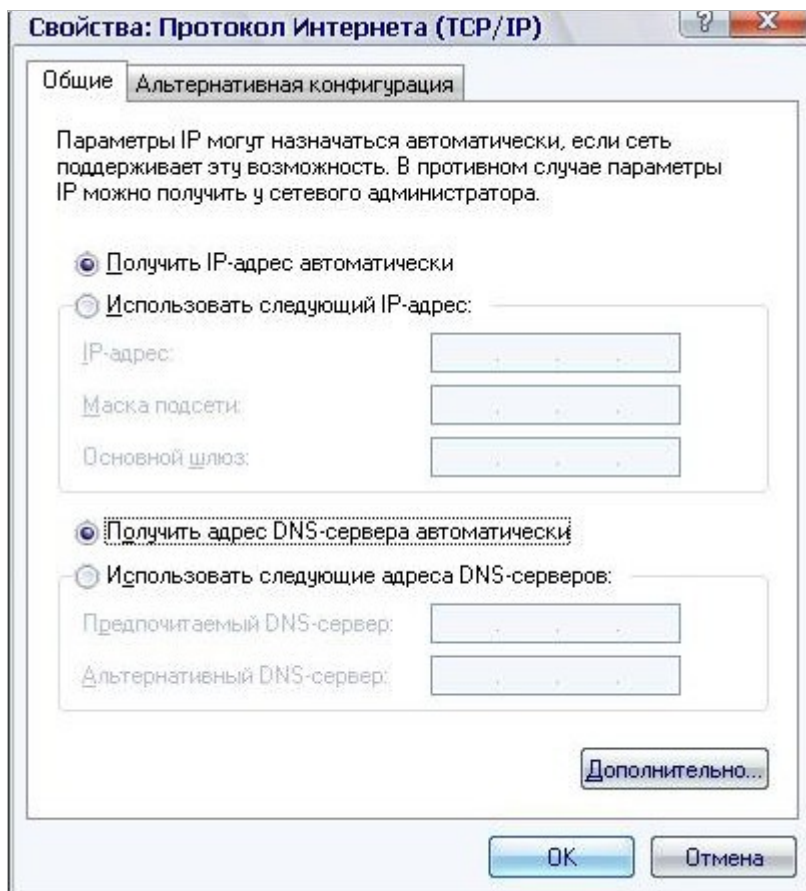 Свойства: Протокол Интернета (TCP/IP)
Общие
Альтернативная конфигурация
Параметры IP могут назначаться автоматически, если сеть
поддерживает эту возможность. В противном случае параметры
IP можно получить у сетевого администратора.
Получить IP-адрес автоматически
Использовать следующий IP-адрес:
IP-адрес:
Маска подсети:
Основной шлюз:
Получить адрес DNS-сервера автоматически
Использовать следующие адреса DNS-серверов:
Предпочитаемый DNS-сервер:
Альтернативный DNS-сервер:
Дополнительно...
OK
Отмена